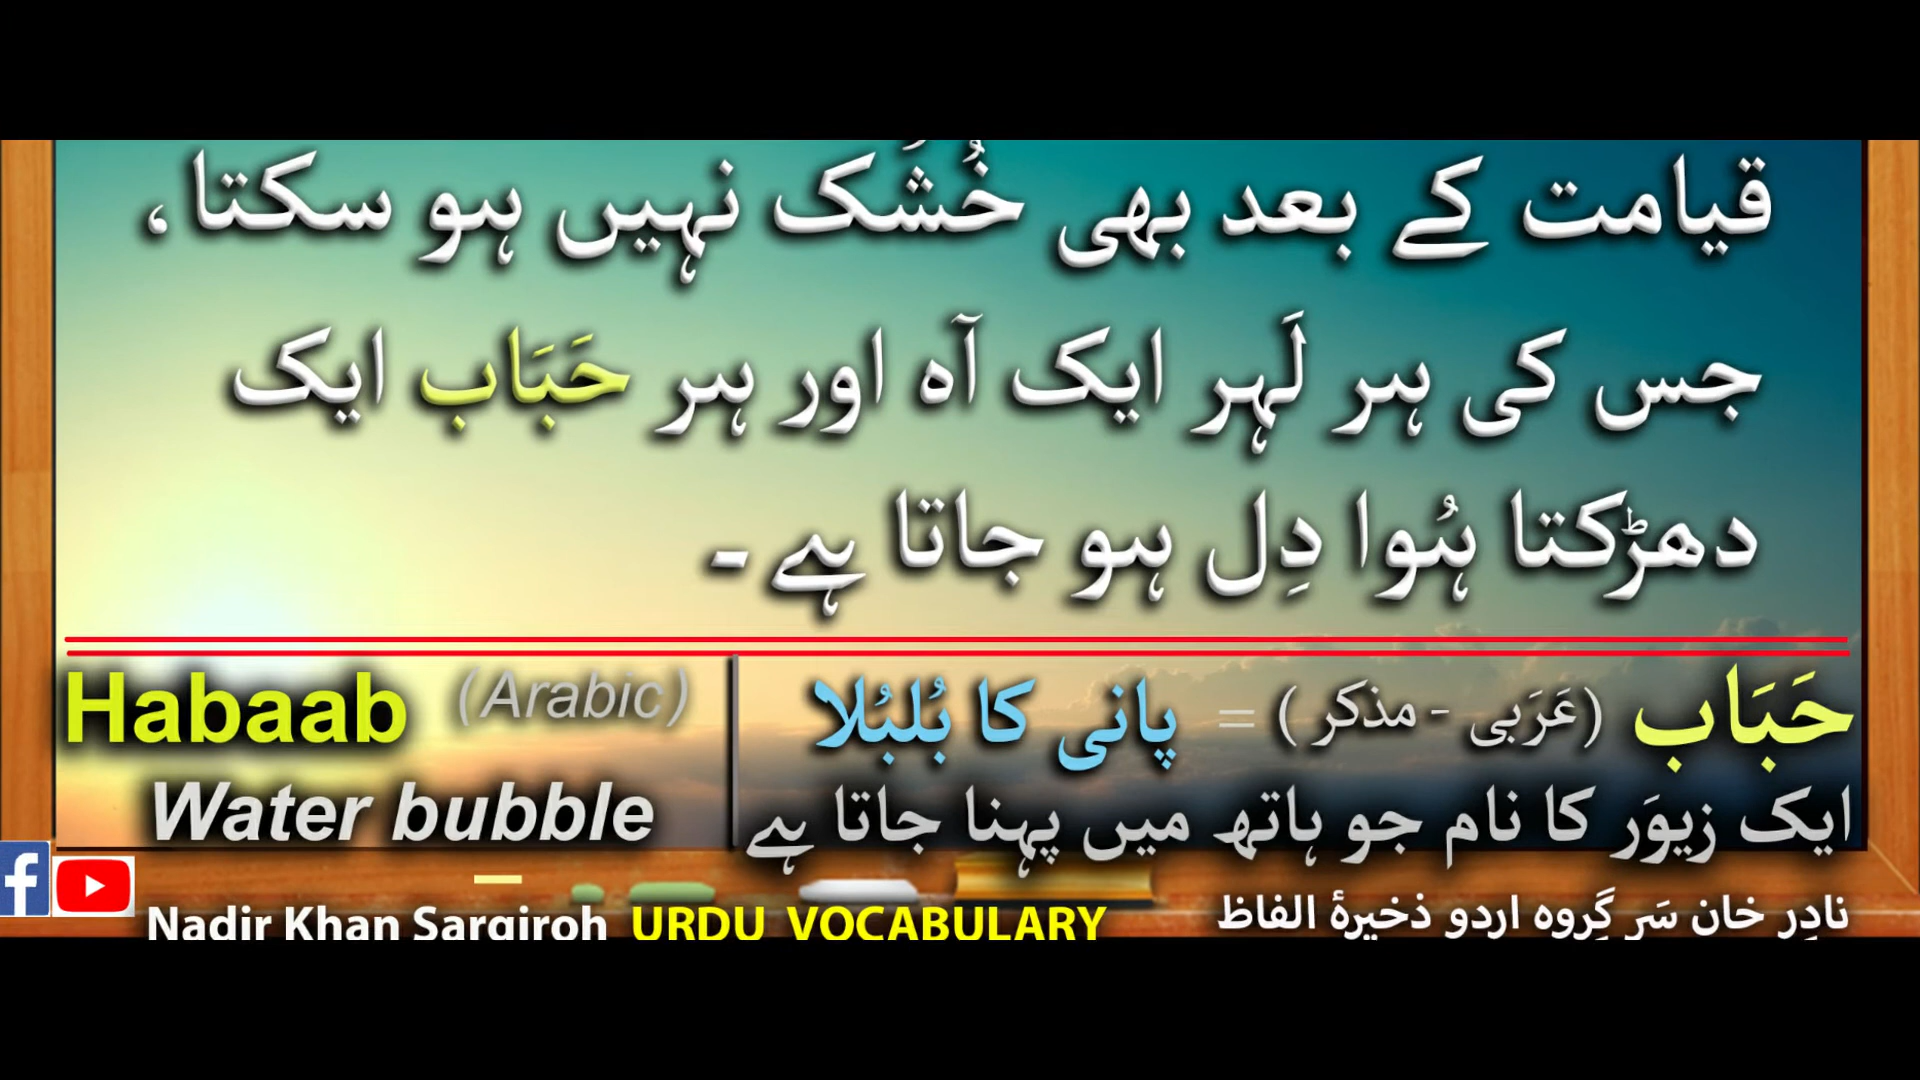 قیامت کے بعد بھی خُشَک نہیں ہو سکتا،
جس کی ہر لَہر ایک آہ اور ہر حَبَاب ایک
دھڑکتا ہُوا دِل ہو جاتا ہے۔
حَبَاب (عَرَبی - مذکر) = پانی کا بُلبُلا
ایک زیوَر کا نام جو ہاتھ میں پہنا جاتا ہے
Habaab (Arabic)
Water bubble
Nadir Khan Sargiroh URDU VOCABULARY
نادِر خان سَر گِروہ اردو ذخیرۂ الفاظ